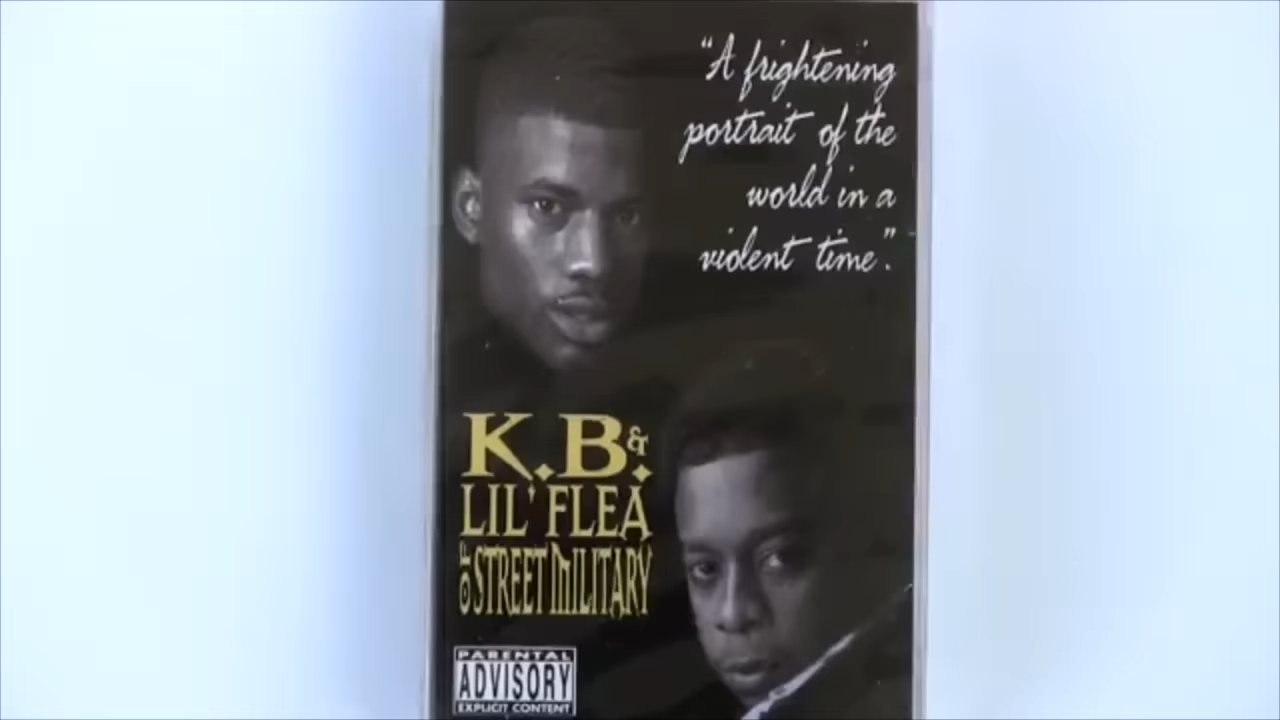 “A frightening
portrait of the
world in a
violent time”.
K.B. &
LIL' FLEA
OF STREET MILITARY
PARENTAL
ADVISORY
EXPLICIT CONTENT